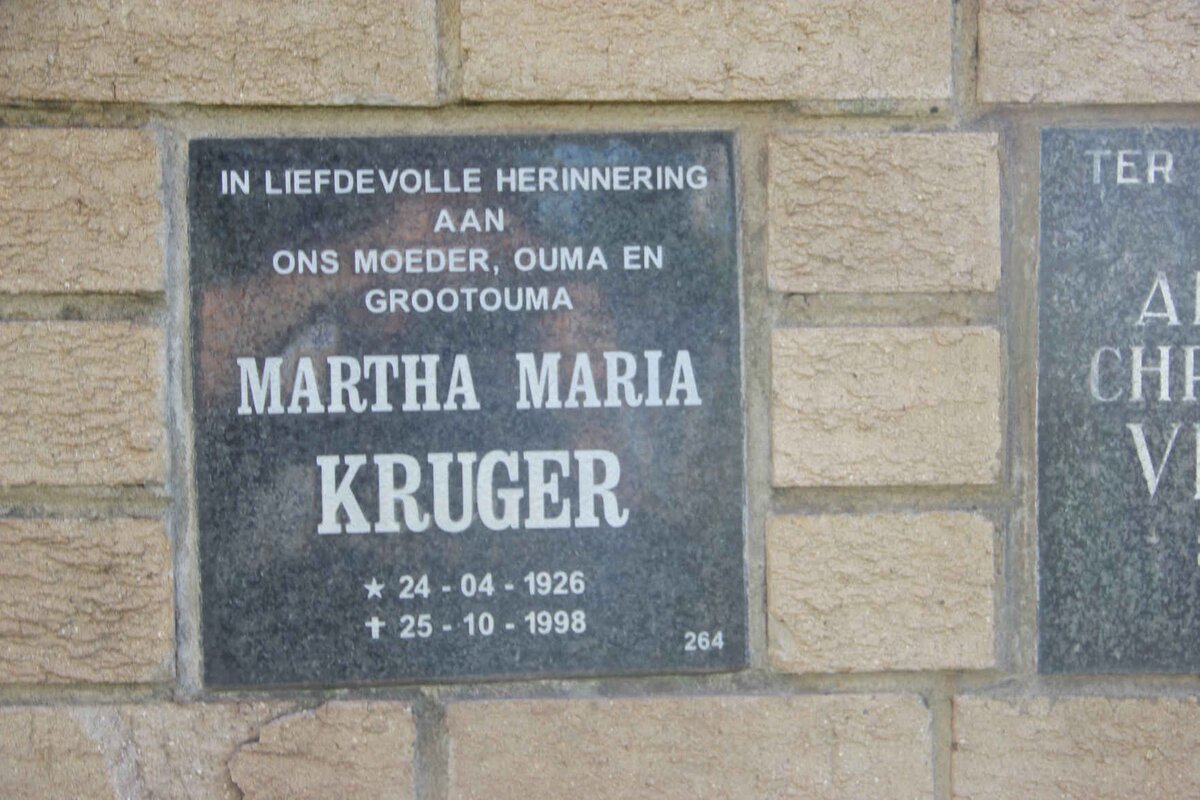 IN LIEFDEVOLLE HERINNERING
AAN
ONS MOEDER, OUMA EN
GROOTOUMA
MARTHA MARIA
KRUGER
★ 24 - 04 - 1926
✝ 25 - 10 - 1998
264
TER